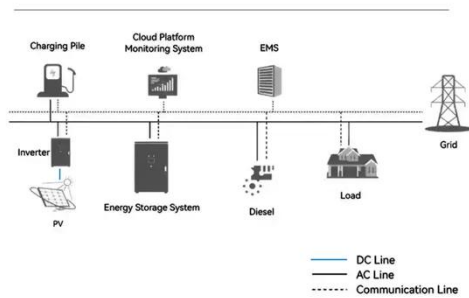 Charging Pile
Cloud Platform
Monitoring System
EMS
Grid
Inverter
PV
Energy Storage System
Diesel
Load
DC Line
AC Line
Communication Line